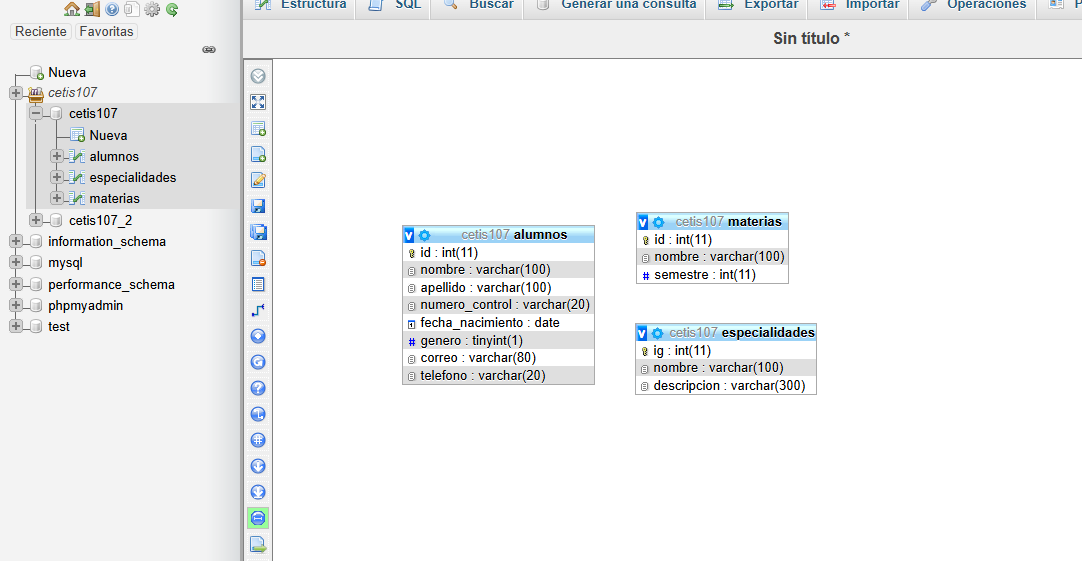 Reciente Favoritas
Nueva
cetis107
cetis107
Nueva
alumnos
especialidades
materias
cetis107_2
information_schema
mysql
performance_schema
phpmyadmin
test
Estructura SQL Buscar Generar una consulta Exportar Importar Operaciones
Sin título *
cetis107 alumnos
id : int(11)
nombre : varchar(100)
apellido : varchar(100)
numero_control : varchar(20)
fecha_nacimiento : date
genero : tinyint(1)
correo : varchar(80)
telefono : varchar(20)
cetis107 materias
id : int(11)
nombre : varchar(100)
semestre : int(11)
cetis107 especialidades
ig : int(11)
nombre : varchar(100)
descripcion : varchar(300)